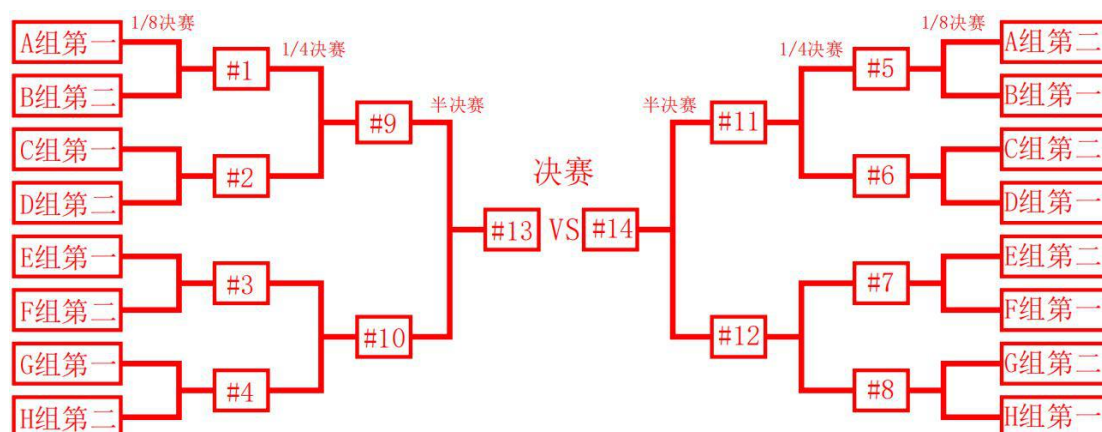 1/8决赛
1/8决赛
A组第一
A组第二
1/4决赛
1/4决赛
#1
#5
B组第二
B组第一
半决赛
半决赛
#9
#11
C组第一
C组第二
#2
决赛
#6
D组第二
D组第一
#13 VS #14
E组第一
E组第二
#3
#7
F组第二
F组第一
#10
#12
G组第一
G组第二
#4
#8
H组第二
H组第一